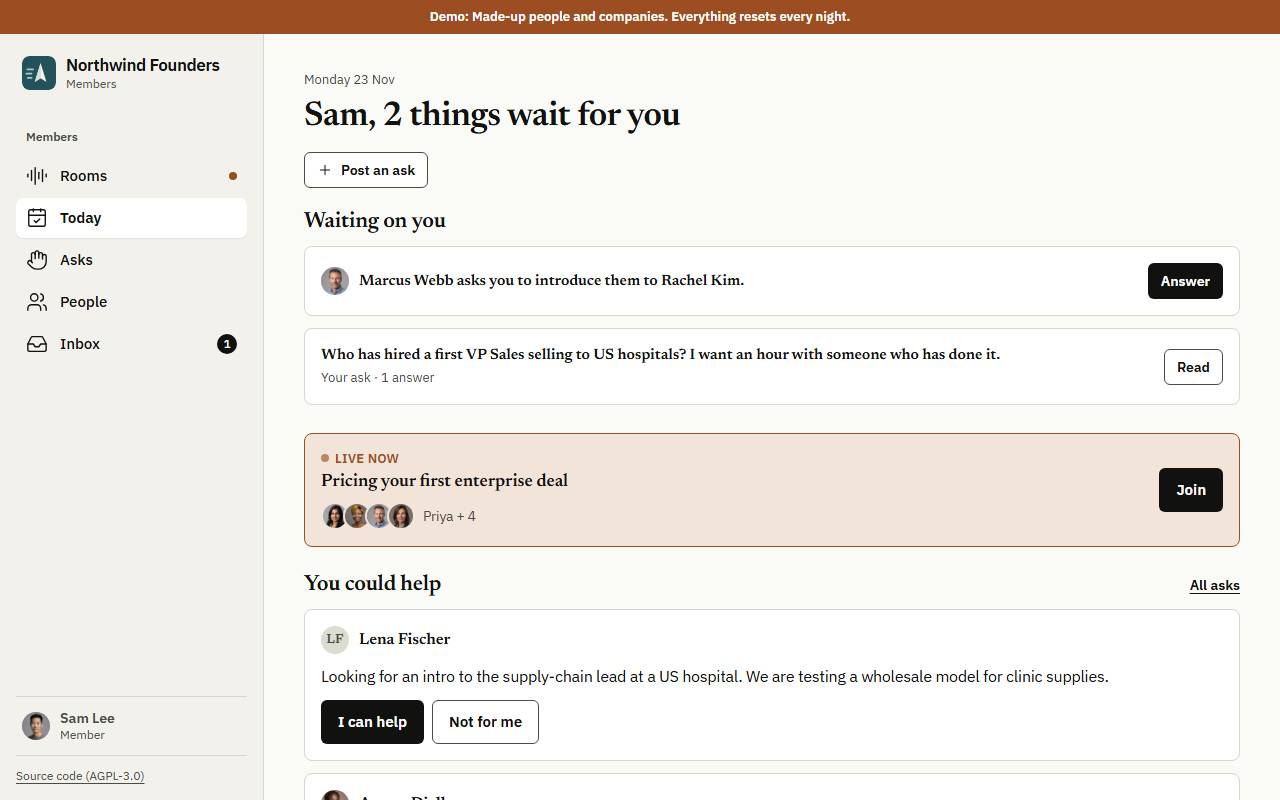 Demo: Made-up people and companies. Everything resets every night.
Northwind Founders
Members
Members
Rooms
Today
Asks
People
Inbox
1
Sam Lee
Member
Source code (AGPL-3.0)
Monday 23 Nov
Sam, 2 things wait for you
Post an ask
Waiting on you
Marcus Webb asks you to introduce them to Rachel Kim.
Answer
Who has hired a first VP Sales selling to US hospitals? I want an hour with someone who has done it.
Your ask · 1 answer
Read
LIVE NOW
Pricing your first enterprise deal
Priya + 4
Join
You could help
All asks
LF
Lena Fischer
Looking for an intro to the supply-chain lead at a US hospital. We are testing a wholesale model for clinic supplies.
I can help
Not for me